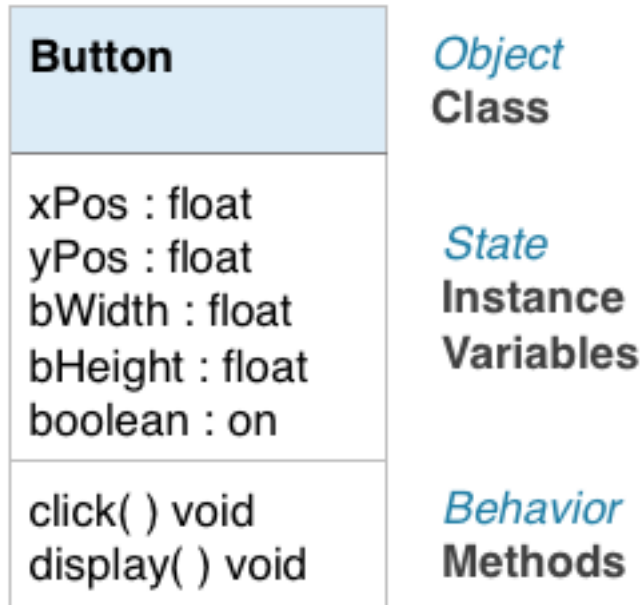 Button
Object
Class
xPos : float
yPos : float
bWidth : float
bHeight : float
boolean : on
State
Instance
Variables
click( ) void
display( ) void
Behavior
Methods